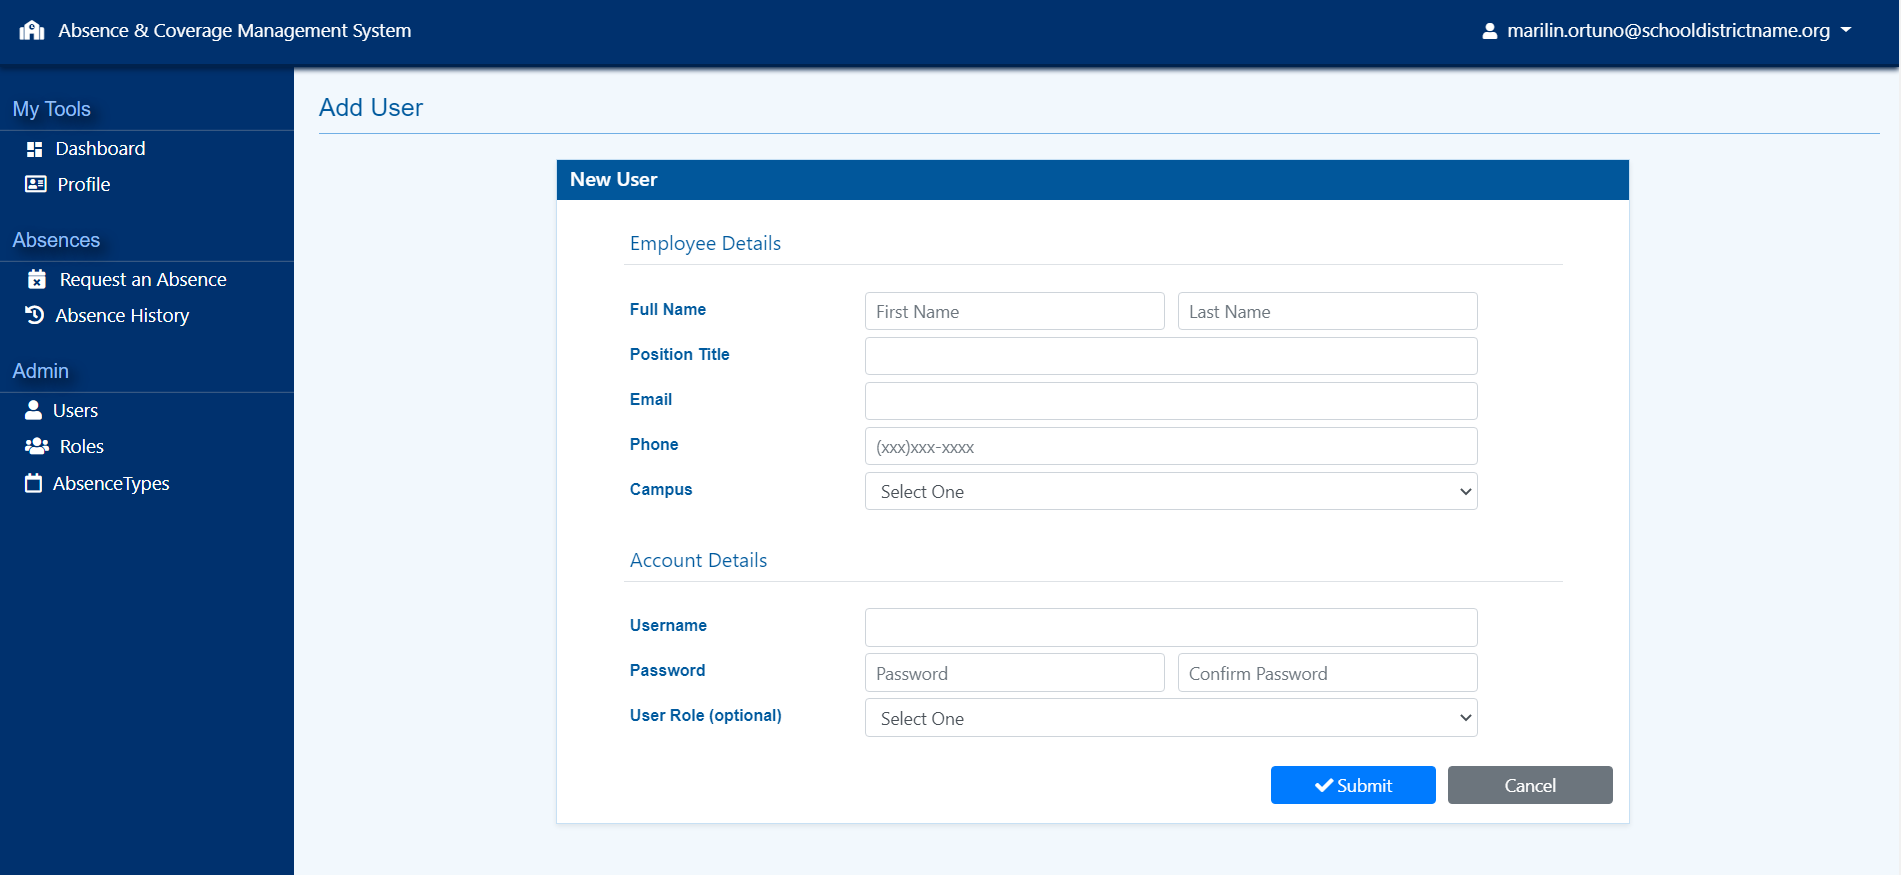 Absence & Coverage Management System
marilin.ortuno@schooldistrictname.org
My Tools
Dashboard
Profile
Absences
Request an Absence
Absence History
Admin
Users
Roles
AbsenceTypes
Add User
New User
Employee Details
Full Name
First Name
Last Name
Position Title
Email
Phone
(xxx)xxx-xxxx
Campus
Select One
Account Details
Username
Password
Password
Confirm Password
User Role (optional)
Select One
Submit
Cancel